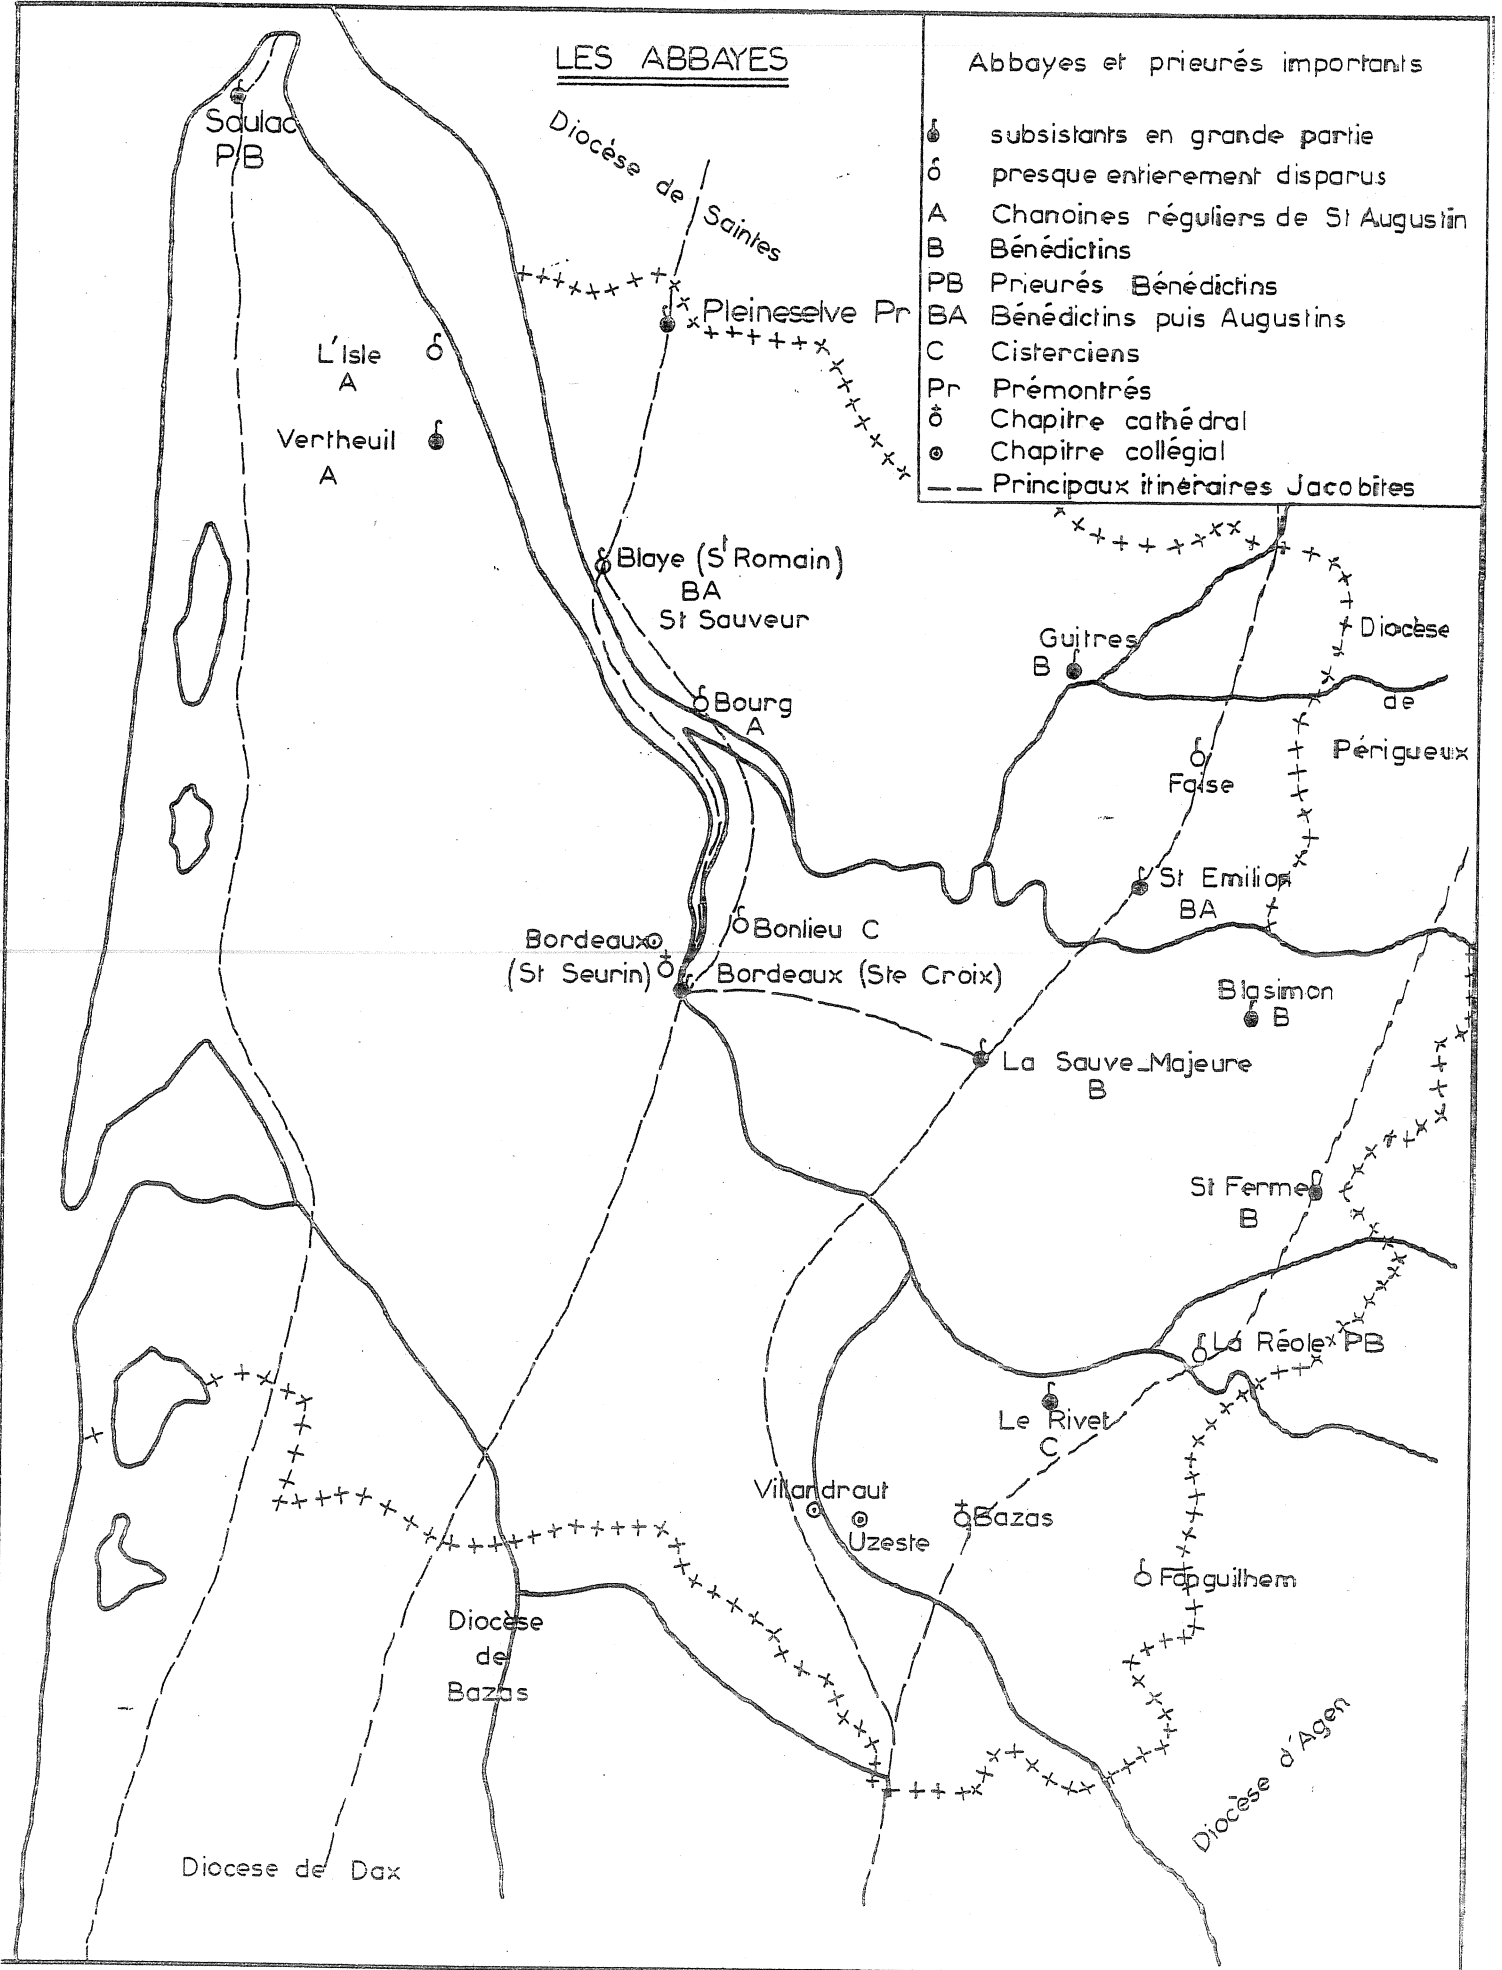 LES ABBAYES
Abbayes et prieurés importants
subsistants en grande partie
presque entierement disparus
A Chanoines réguliers de St Augustin
B Bénédictins
PB Prieurés Bénédictins
BA Bénédictins puis Augustins
C Cisterciens
Pr Prémontrés
Chapitre cathédral
Chapitre collégial
Principaux itinéraires Jacobites
Soulac
PB
Diocèse de Saintes
Pleineselve Pr
L'Isle
A
Vertheuil
A
Blaye (St Romain)
BA
St Sauveur
Bourg
A
Guitres
B
Diocèse
de
Périgueux
Faise
St Emilion
BA
Bonlieu C
Bordeaux
(St Seurin)
Bordeaux (Ste Croix)
Blasimon
B
La Sauve-Majeure
B
St Ferme
B
La Réole PB
Le Rivet
C
Villandraut
Uzeste
Bazas
Fonguilhem
Diocèse
de
Bazas
Diocèse d'Agen
Diocese de Dax